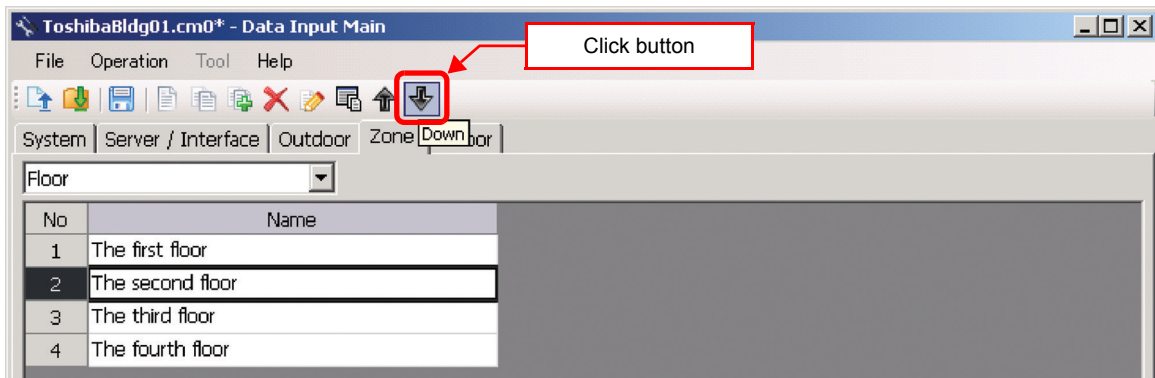 ToshibaBldg01.cm0* - Data Input Main
Click button
File Operation Tool Help
System Server / Interface Outdoor Zone Down oor
Floor
No Name
1 The first floor
2 The second floor
3 The third floor
4 The fourth floor